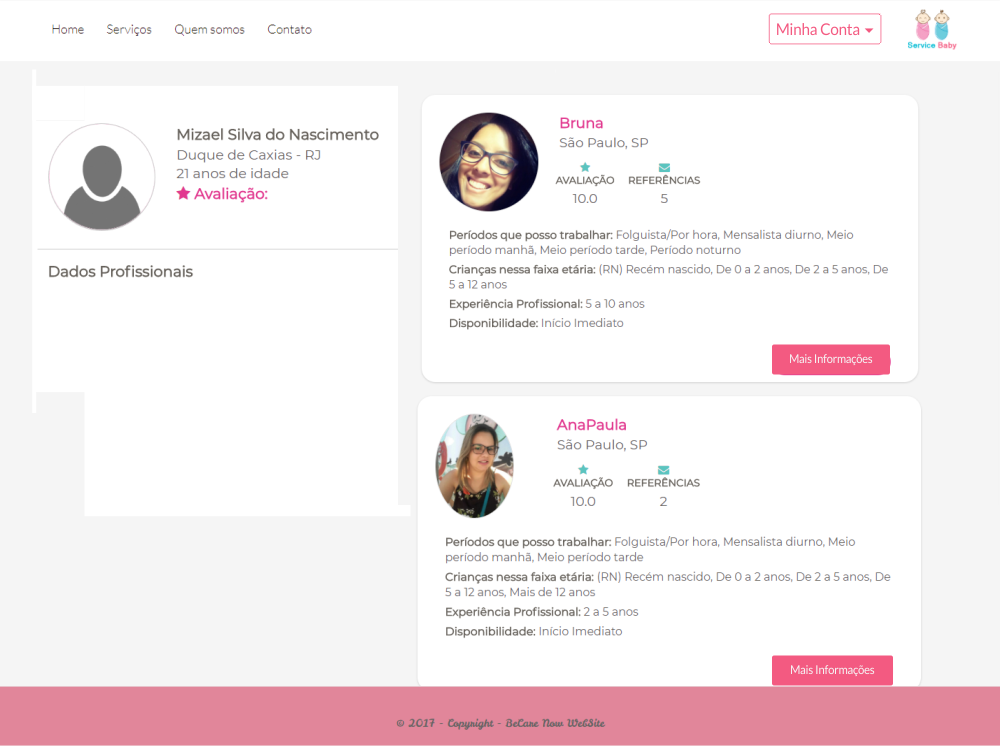 Home Serviços Quem somos Contato
Minha Conta
Service Baby
Mizael Silva do Nascimento
Duque de Caxias - RJ
21 anos de idade
Avaliação:
Dados Profissionais
Bruna
São Paulo, SP
AVALIAÇÃO REFERÊNCIAS
10.0 5
Períodos que posso trabalhar: Folguista/Por hora, Mensalista diurno, Meio
período manhã, Meio período tarde, Período noturno
Crianças nessa faixa etária: (RN) Recém nascido, De 0 a 2 anos, De 2 a 5 anos, De
5 a 12 anos
Experiência Profissional: 5 a 10 anos
Disponibilidade: Início Imediato
Mais Informações
AnaPaula
São Paulo, SP
AVALIAÇÃO REFERÊNCIAS
10.0 2
Períodos que posso trabalhar: Folguista/Por hora, Mensalista diurno, Meio
período manhã, Meio período tarde
Crianças nessa faixa etária: (RN) Recém nascido, De 0 a 2 anos, De 2 a 5 anos, De
5 a 12 anos, Mais de 12 anos
Experiência Profissional: 2 a 5 anos
Disponibilidade: Início Imediato
Mais Informações
© 2017 - Copyright - BeCare Now WebSite